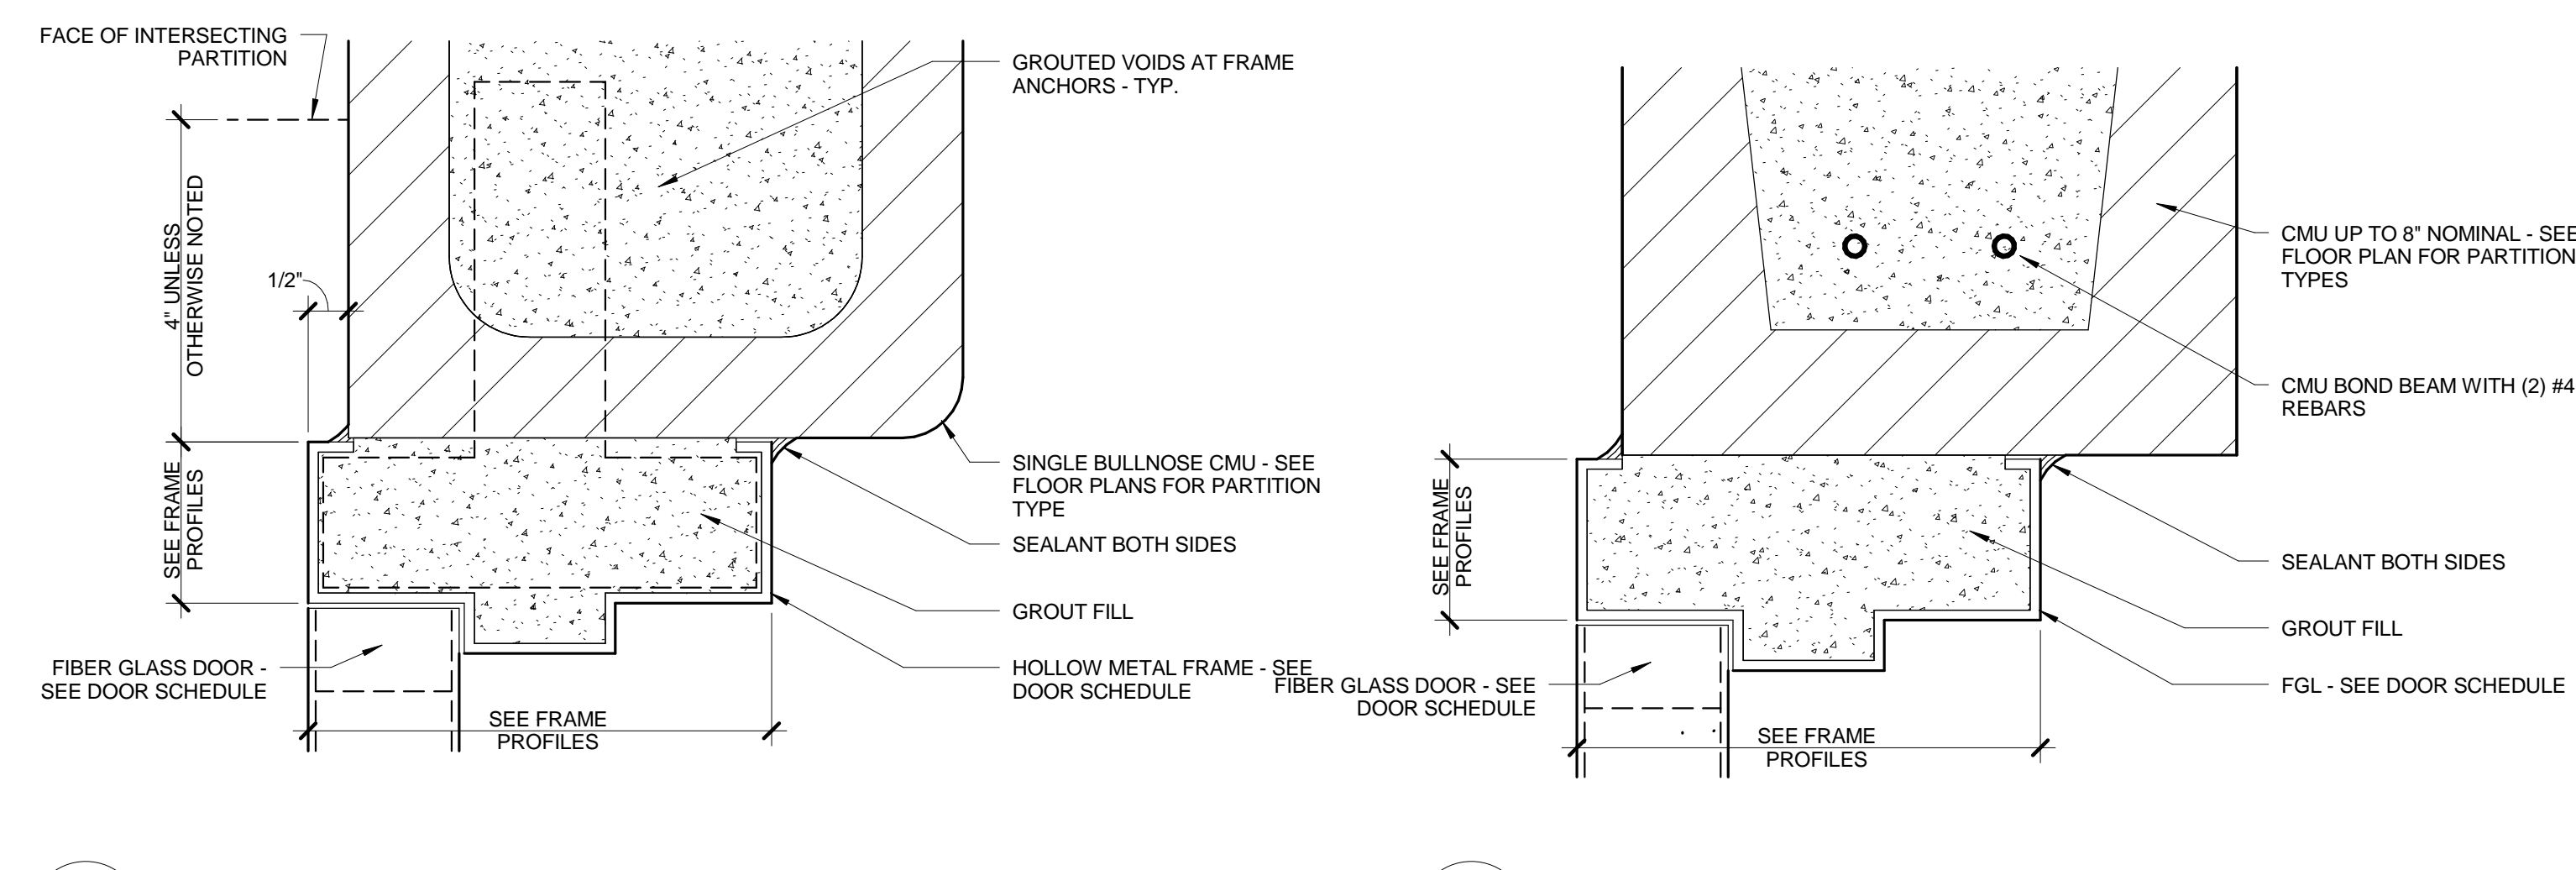 FACE OF INTERSECTING
PARTITION
GROUTED VOIDS AT FRAME
ANCHORS - TYP.
4" UNLESS
OTHERWISE NOTED
1/2"
SEE FRAME
PROFILES
SINGLE BULLNOSE CMU - SEE
FLOOR PLANS FOR PARTITION
TYPE
SEALANT BOTH SIDES
GROUT FILL
HOLLOW METAL FRAME - SEE
DOOR SCHEDULE
FIBER GLASS DOOR -
SEE DOOR SCHEDULE
SEE FRAME
PROFILES
CMU UP TO 8" NOMINAL - SEE
FLOOR PLAN FOR PARTITION
TYPES
CMU BOND BEAM WITH (2) #4
REBARS
SEE FRAME
PROFILES
SEALANT BOTH SIDES
GROUT FILL
FGL - SEE DOOR SCHEDULE
FIBER GLASS DOOR - SEE
DOOR SCHEDULE
SEE FRAME
PROFILES